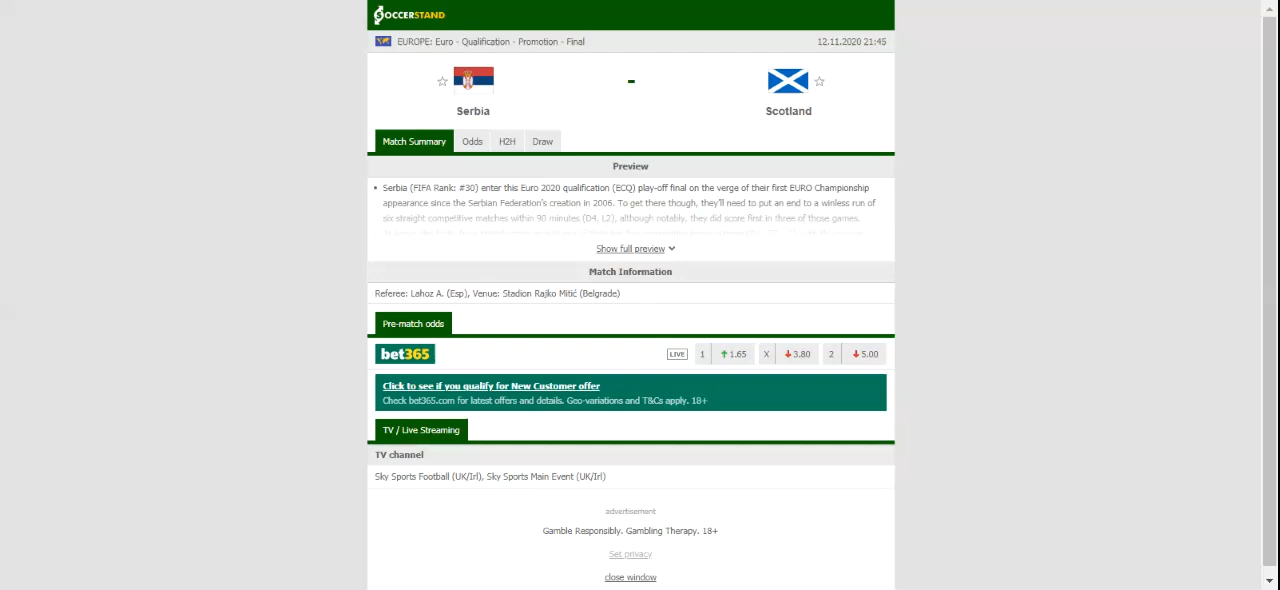 SOCCERSTAND
EUROPE: Euro - Qualification - Promotion - Final 12.11.2020 21:45
-
Serbia Scotland
Match Summary Odds H2H Draw
Preview
• Serbia (FIFA Rank: #30) enter this Euro 2020 qualification (ECQ) play-off final on the verge of their first EURO Championship
appearance since the Serbian Federation's creation in 2006. To get there though, they'll need to put an end to a winless run of
six straight competitive matches within 90 minutes (D4, L2), although notably, they did score first in three of those games.
Show full preview
Match Information
Referee: Lahoz A. (Esp), Venue: Stadion Rajko Mitić (Belgrade)
Pre-match odds
bet365 LIVE 1 1.65 X 3.80 2 5.00
Click to see if you qualify for New Customer offer
Check bet365.com for latest offers and details. Geo-variations and T&Cs apply. 18+
TV / Live Streaming
TV channel
Sky Sports Football (UK/Irl), Sky Sports Main Event (UK/Irl)
advertisement
Gamble Responsibly. Gambling Therapy. 18+
Set privacy
close window